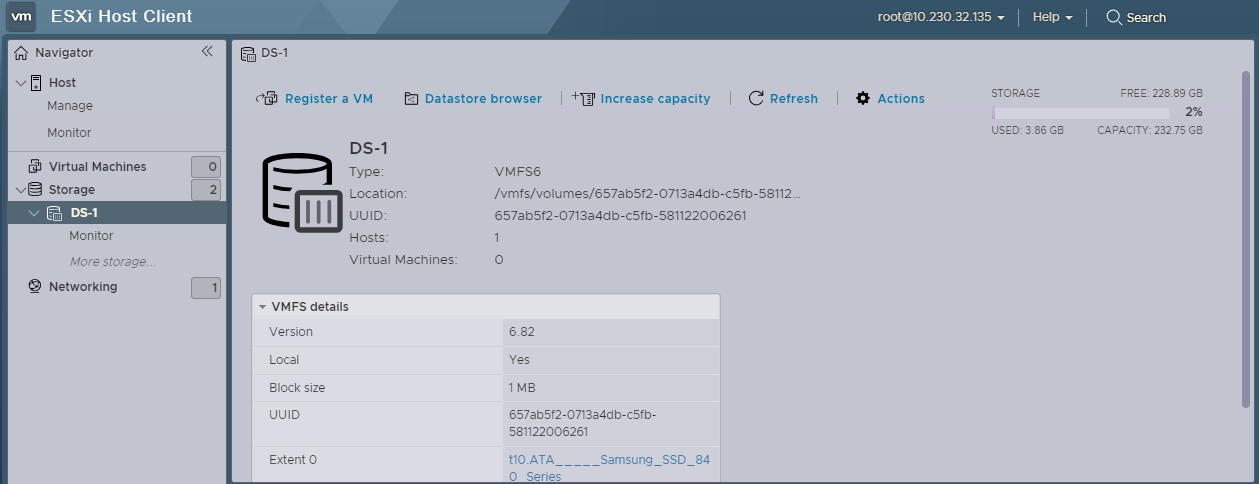 vm ESXi Host Client root@10.230.32.135 Help Search
Navigator
Host
Manage
Monitor
Virtual Machines 0
Storage 2
DS-1
Monitor
More storage...
Networking 1
DS-1
Register a VM Datastore browser Increase capacity Refresh Actions
STORAGE FREE: 228.89 GB
2%
USED: 3.86 GB CAPACITY: 232.75 GB
DS-1
Type: VMFS6
Location: /vmfs/volumes/657ab5f2-0713a4db-c5fb-58112...
UUID: 657ab5f2-0713a4db-c5fb-581122006261
Hosts: 1
Virtual Machines: 0
VMFS details
Version 6.82
Local Yes
Block size 1 MB
UUID 657ab5f2-0713a4db-c5fb-
581122006261
Extent 0 t10.ATA_____Samsung_SSD_84
0_Series